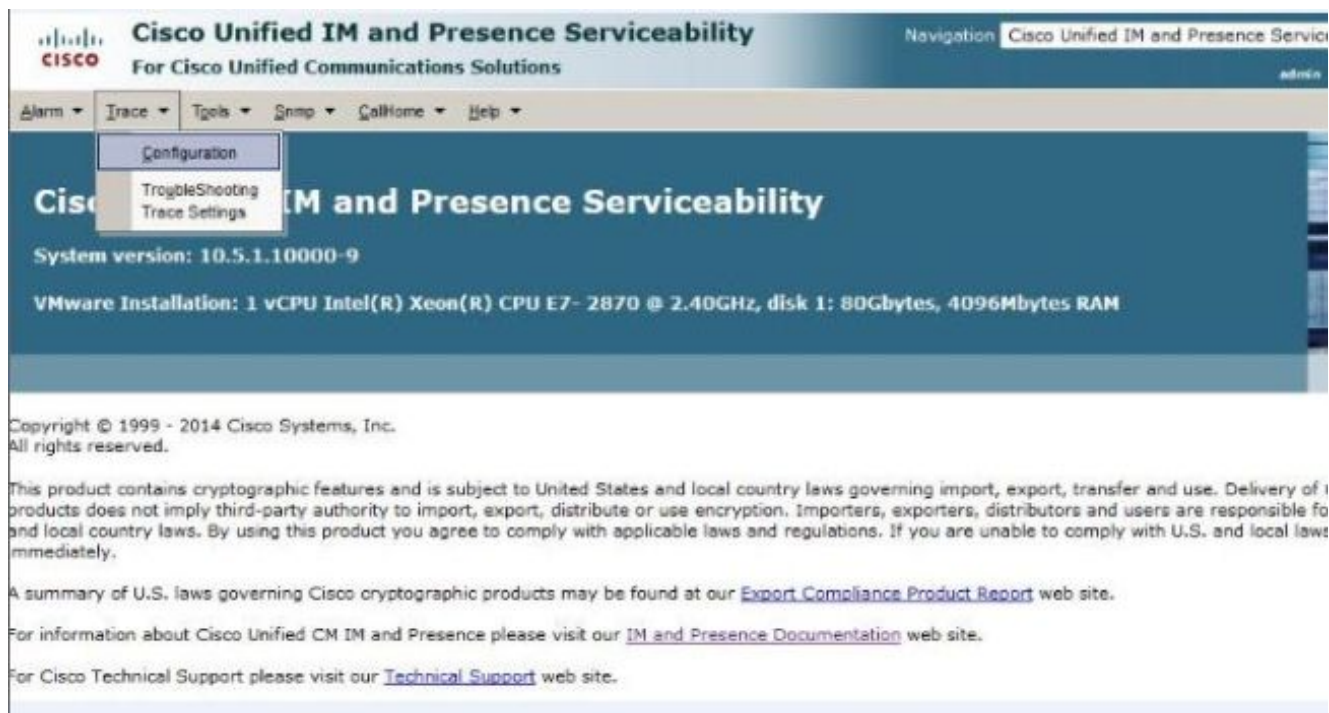 CISCO
Cisco Unified IM and Presence Serviceability
For Cisco Unified Communications Solutions
Navigation Cisco Unified IM and Presence Service
admin
Alarm Trace Tools Snmp CallHome Help
Configuration
TroubleShooting
Trace Settings
Cisc IM and Presence Serviceability
System version: 10.5.1.10000-9
VMware Installation: 1 vCPU Intel(R) Xeon(R) CPU E7- 2870 @ 2.40GHz, disk 1: 80Gbytes, 4096Mbytes RAM
Copyright © 1999 - 2014 Cisco Systems, Inc.
All rights reserved.
This product contains cryptographic features and is subject to United States and local country laws governing import, export, transfer and use. Delivery of
products does not imply third-party authority to import, export, distribute or use encryption. Importers, exporters, distributors and users are responsible fo
and local country laws. By using this product you agree to comply with applicable laws and regulations. If you are unable to comply with U.S. and local laws
immediately.
A summary of U.S. laws governing Cisco cryptographic products may be found at our Export Compliance Product Report web site.
For information about Cisco Unified CM IM and Presence please visit our IM and Presence Documentation web site.
For Cisco Technical Support please visit our Technical Support web site.